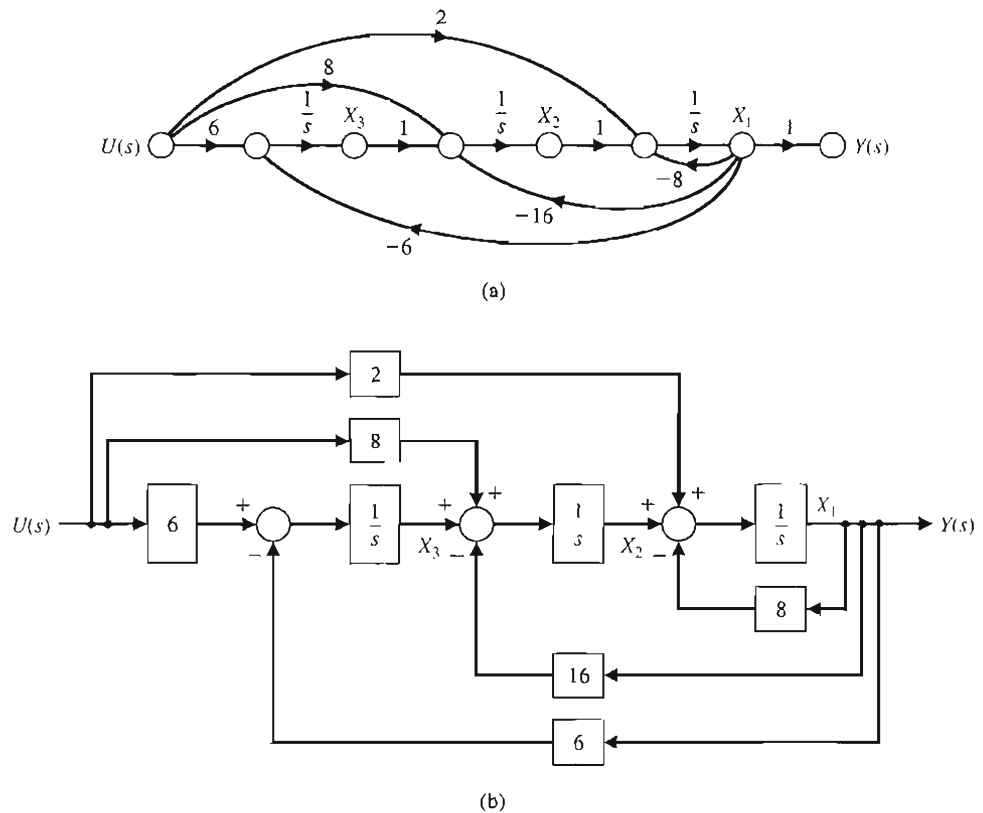 2
8
6
1/s
X₃
1
1/s
X₂
1
1/s
X₁
1
U(s)
Y(s)
−8
−16
−6
(a)
2
8
U(s)
6
+
−
1/s
X₃
+
+
−
1/s
X₂
+
+
−
1/s
X₁
Y(s)
8
16
6
(b)